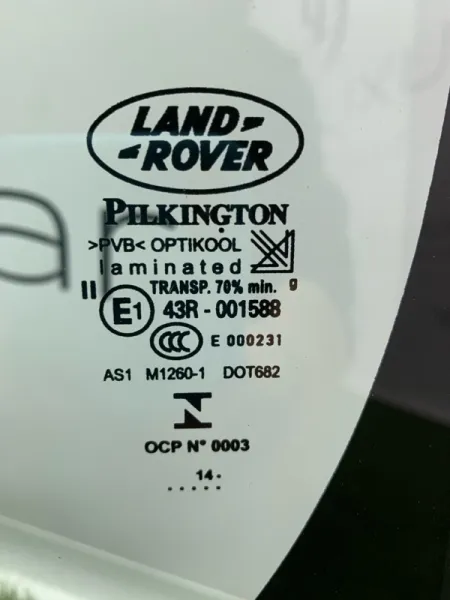 LAND-
-ROVER
PILKINGTON
>PVB< OPTIKOOL
laminated
II TRANSP. 70% min. g
E1 43R - 001588
CCC E 000231
AS1 M1260-1 DOT682
OCP N° 0003
14·
.....